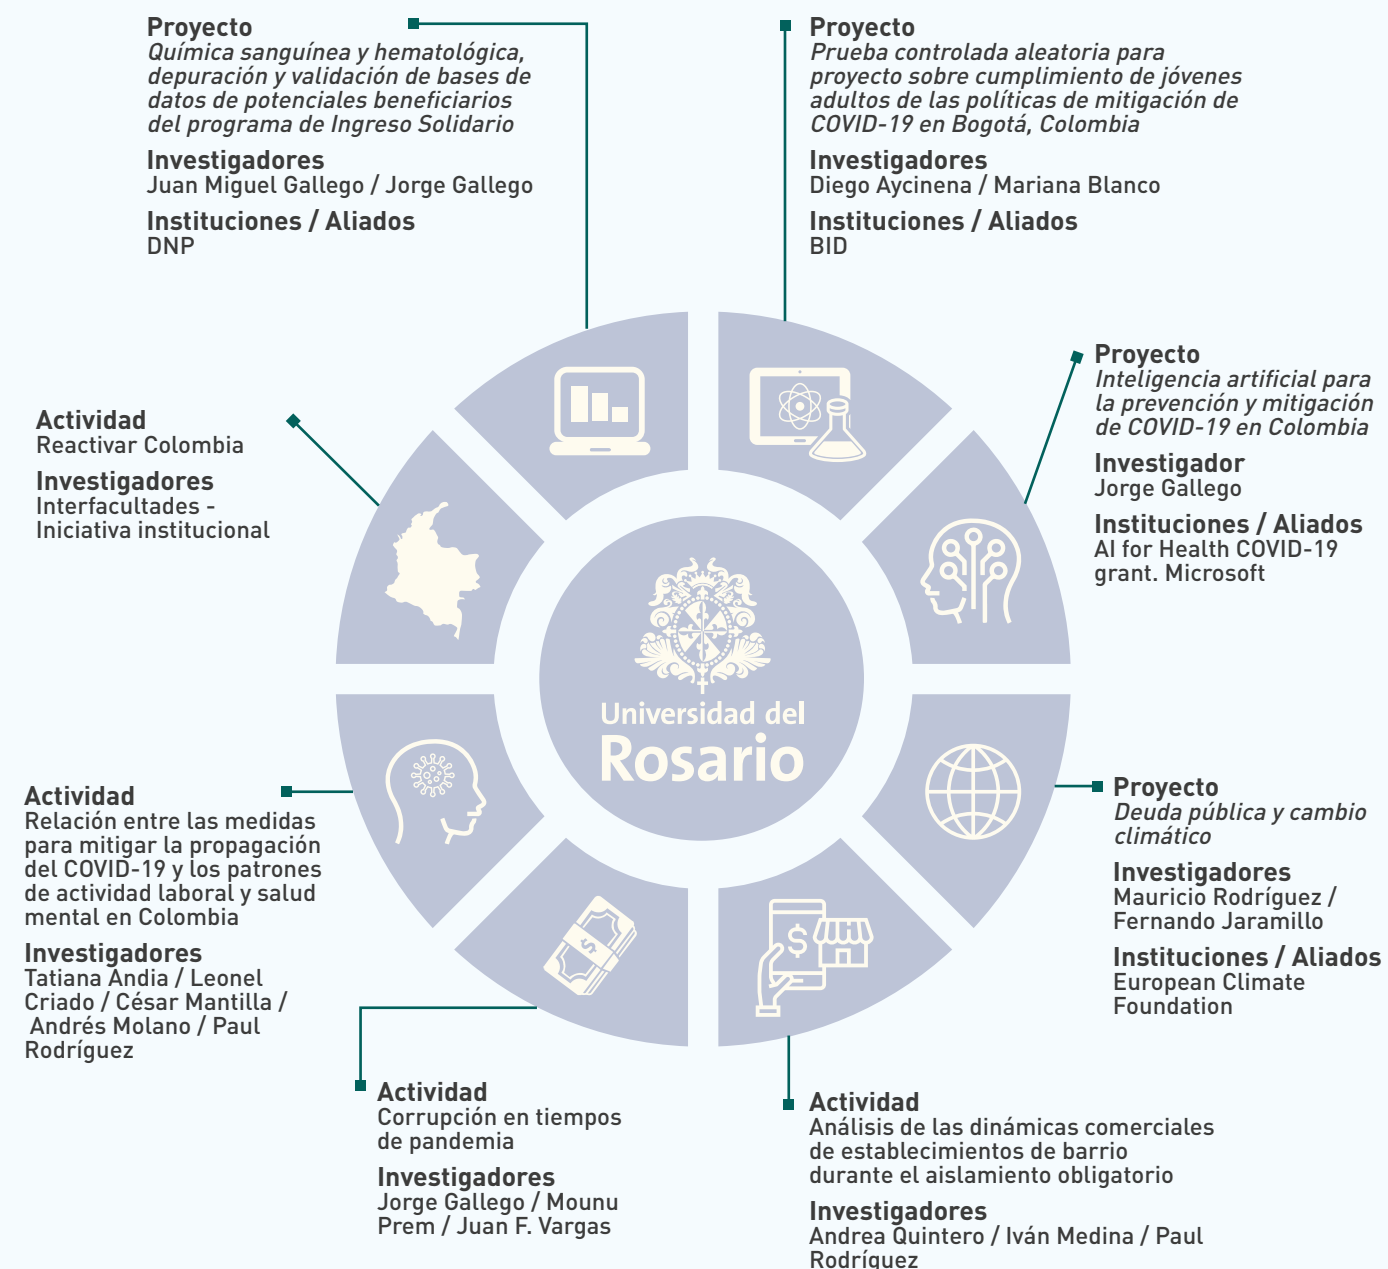 Proyecto
Química sanguínea y hematológica,
depuración y validación de bases de
datos de potenciales beneficiarios
del programa de Ingreso Solidario
Investigadores
Juan Miguel Gallego / Jorge Gallego
Instituciones / Aliados
DNP
Proyecto
Prueba controlada aleatoria para
proyecto sobre cumplimiento de jóvenes
adultos de las políticas de mitigación de
COVID-19 en Bogotá, Colombia
Investigadores
Diego Aycinena / Mariana Blanco
Instituciones / Aliados
BID
Proyecto
Inteligencia artificial para
la prevención y mitigación
de COVID-19 en Colombia
Investigador
Jorge Gallego
Instituciones / Aliados
AI for Health COVID-19
grant. Microsoft
Actividad
Reactivar Colombia
Investigadores
Interfacultades -
Iniciativa institucional
Universidad del
Rosario
Proyecto
Deuda pública y cambio
climático
Investigadores
Mauricio Rodríguez /
Fernando Jaramillo
Instituciones / Aliados
European Climate
Foundation
Actividad
Relación entre las medidas
para mitigar la propagación
del COVID-19 y los patrones
de actividad laboral y salud
mental en Colombia
Investigadores
Tatiana Andia / Leonel
Criado / César Mantilla /
Andrés Molano / Paul
Rodríguez
$
$
Actividad
Corrupción en tiempos
de pandemia
Investigadores
Jorge Gallego / Mounu
Prem / Juan F. Vargas
Actividad
Análisis de las dinámicas comerciales
de establecimientos de barrio
durante el aislamiento obligatorio
Investigadores
Andrea Quintero / Iván Medina / Paul
Rodríguez